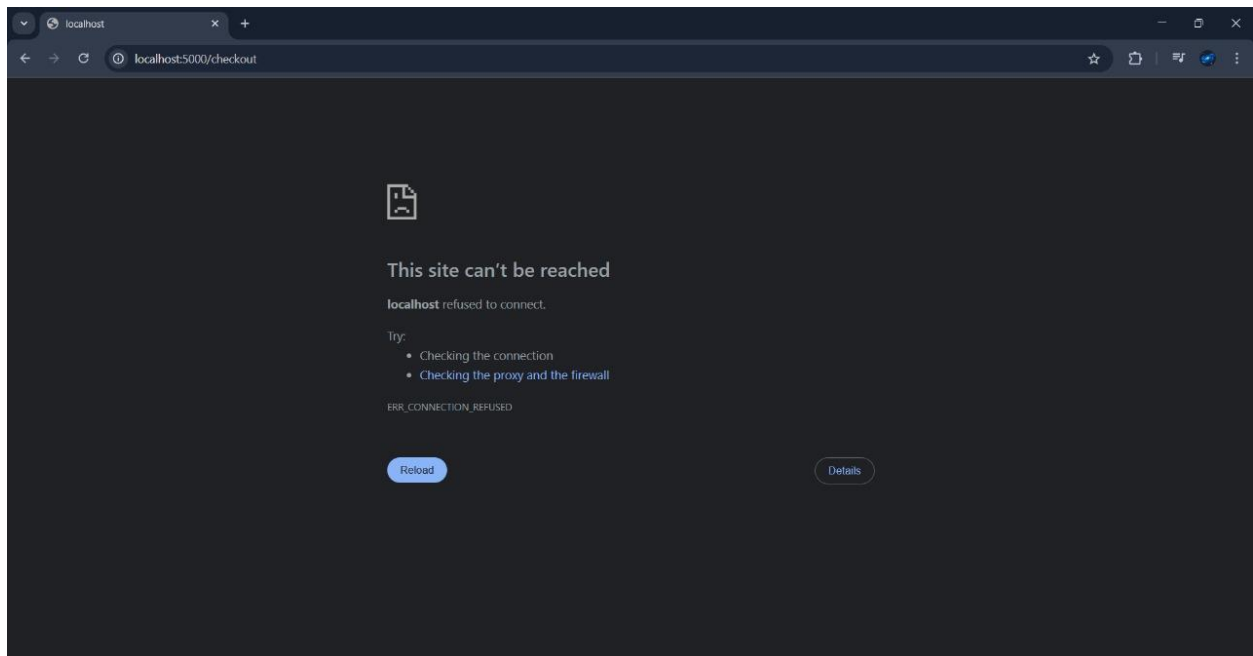 localhost
localhost:5000/checkout
This site can't be reached
localhost refused to connect.
Try:
• Checking the connection
• Checking the proxy and the firewall
ERR_CONNECTION_REFUSED
Reload
Details